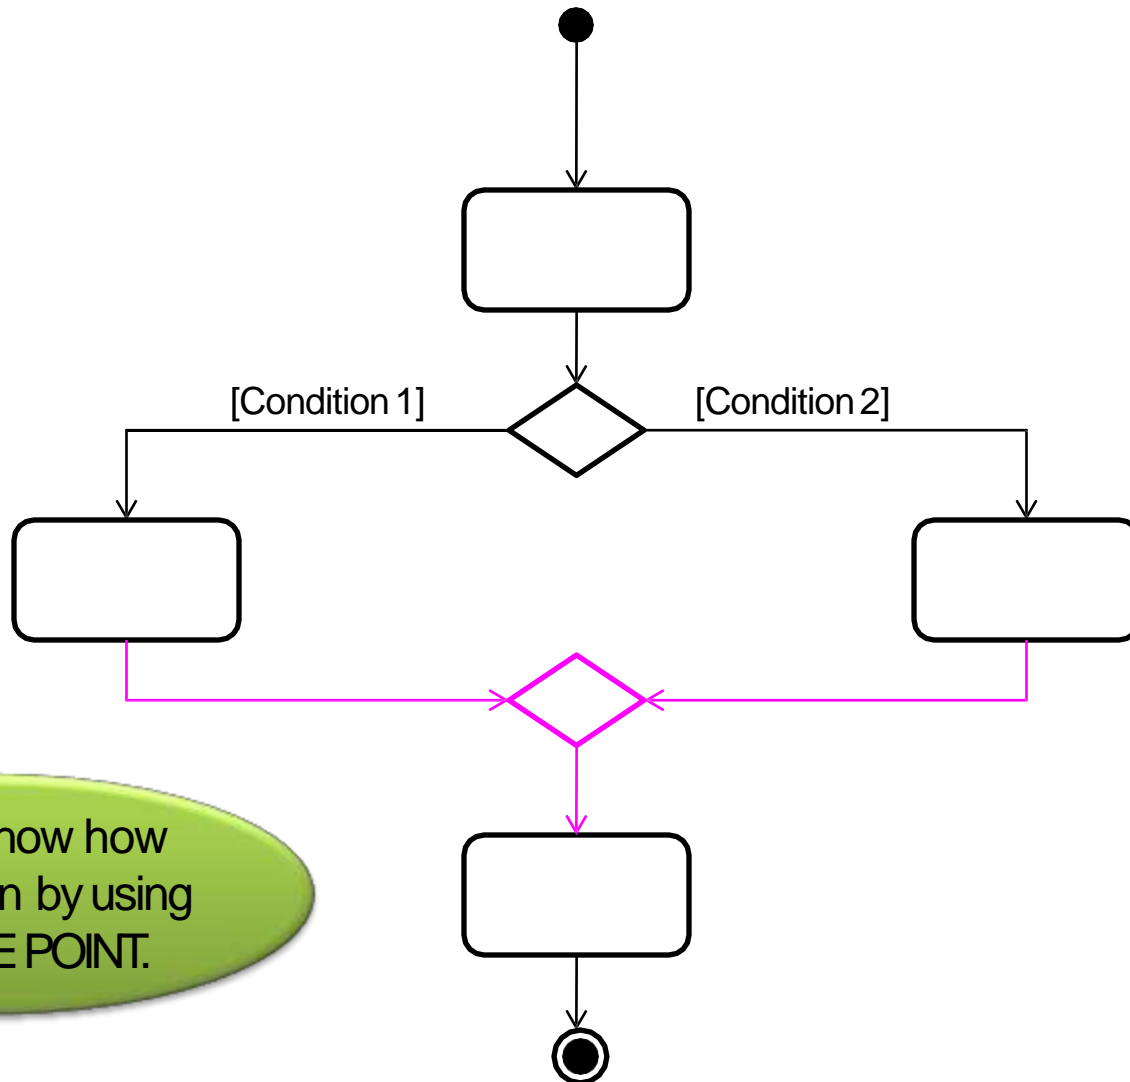 [Condition 1]
[Condition 2]
now how
n by using
E POINT.